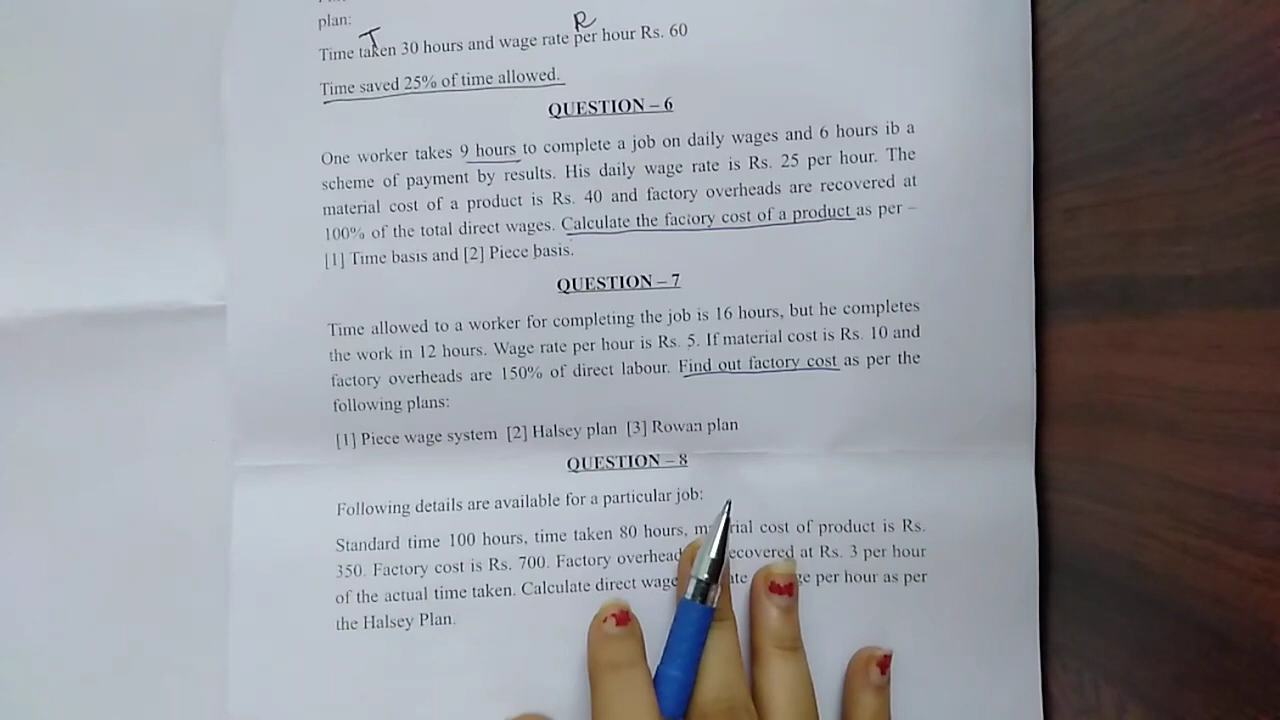 plan:
T R
Time taken 30 hours and wage rate per hour Rs. 60
Time saved 25% of time allowed.
QUESTION – 6
One worker takes 9 hours to complete a job on daily wages and 6 hours ib a
scheme of payment by results. His daily wage rate is Rs. 25 per hour. The
material cost of a product is Rs. 40 and factory overheads are recovered at
100% of the total direct wages. Calculate the factory cost of a product as per –
[1] Time basis and [2] Piece basis.
QUESTION – 7
Time allowed to a worker for completing the job is 16 hours, but he completes
the work in 12 hours. Wage rate per hour is Rs. 5. If material cost is Rs. 10 and
factory overheads are 150% of direct labour. Find out factory cost as per the
following plans:
[1] Piece wage system [2] Halsey plan [3] Rowan plan
QUESTION – 8
Following details are available for a particular job:
Standard time 100 hours, time taken 80 hours, material cost of product is Rs.
350. Factory cost is Rs. 700. Factory overhead recovered at Rs. 3 per hour
of the actual time taken. Calculate direct wage per hour as per
the Halsey Plan.